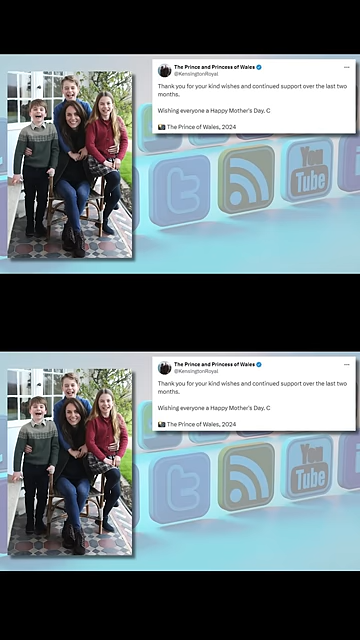 The Prince and Princess of Wales
@KensingtonRoyal
Thank you for your kind wishes and continued support over the last two
months.
Wishing everyone a Happy Mother's Day. C
📷 The Prince of Wales, 2024
You
Tube
The Prince and Princess of Wales
@KensingtonRoyal
Thank you for your kind wishes and continued support over the last two
months.
Wishing everyone a Happy Mother's Day. C
📷 The Prince of Wales, 2024
You
Tube